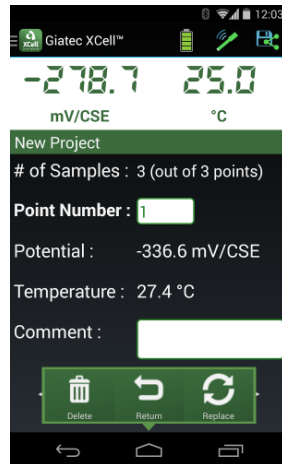 12:03
XCell
Giatec XCell™
-278.7 25.0
mV/CSE °C
New Project
# of Samples : 3 (out of 3 points)
Point Number : 1
Potential : -336.6 mV/CSE
Temperature : 27.4 °C
Comment :
Delete Return Replace